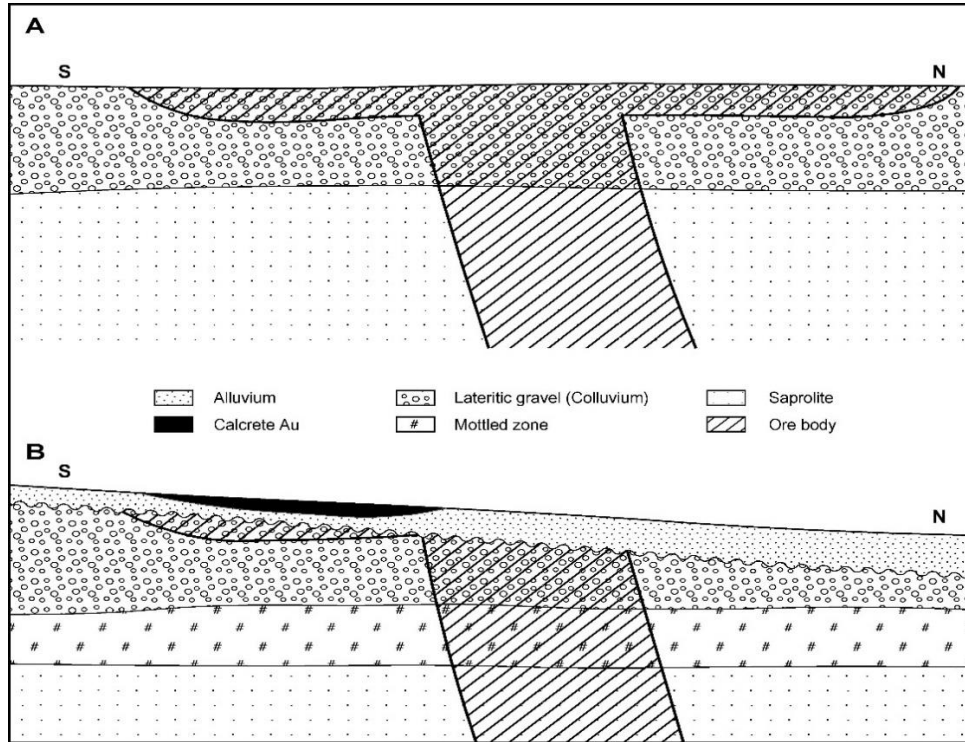 A
S N
Alluvium Lateritic gravel (Colluvium) Saprolite
Calcrete Au Mottled zone Ore body
B
S
N